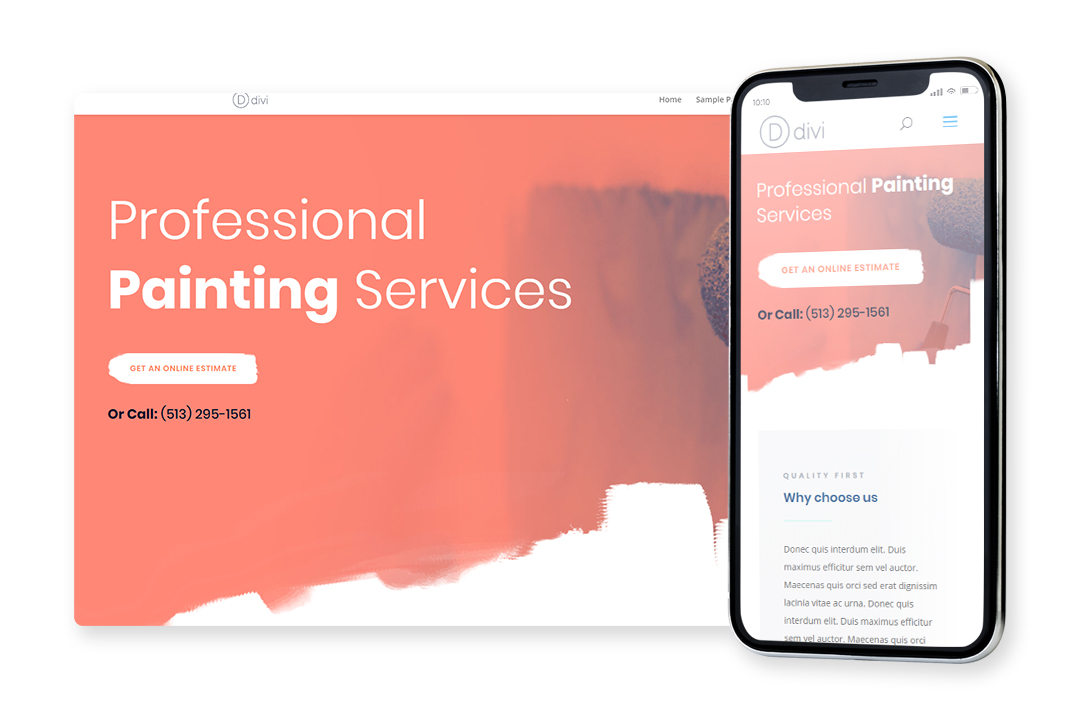 D divi
Home Sample
Professional
Painting Services
GET AN ONLINE ESTIMATE
Or Call: (513) 295-1561
10:10
D divi
Professional Painting
Services
GET AN ONLINE ESTIMATE
Or Call: (513) 295-1561
QUALITY FIRST
Why choose us
Donec quis interdum elit. Duis
maximus efficitur sem vel auctor.
Maecenas quis orci sed erat dignissim
lacinia vitae ac urna. Donec quis
interdum elit. Duis maximus efficitur
sem vel auctor. Maecenas quis orci